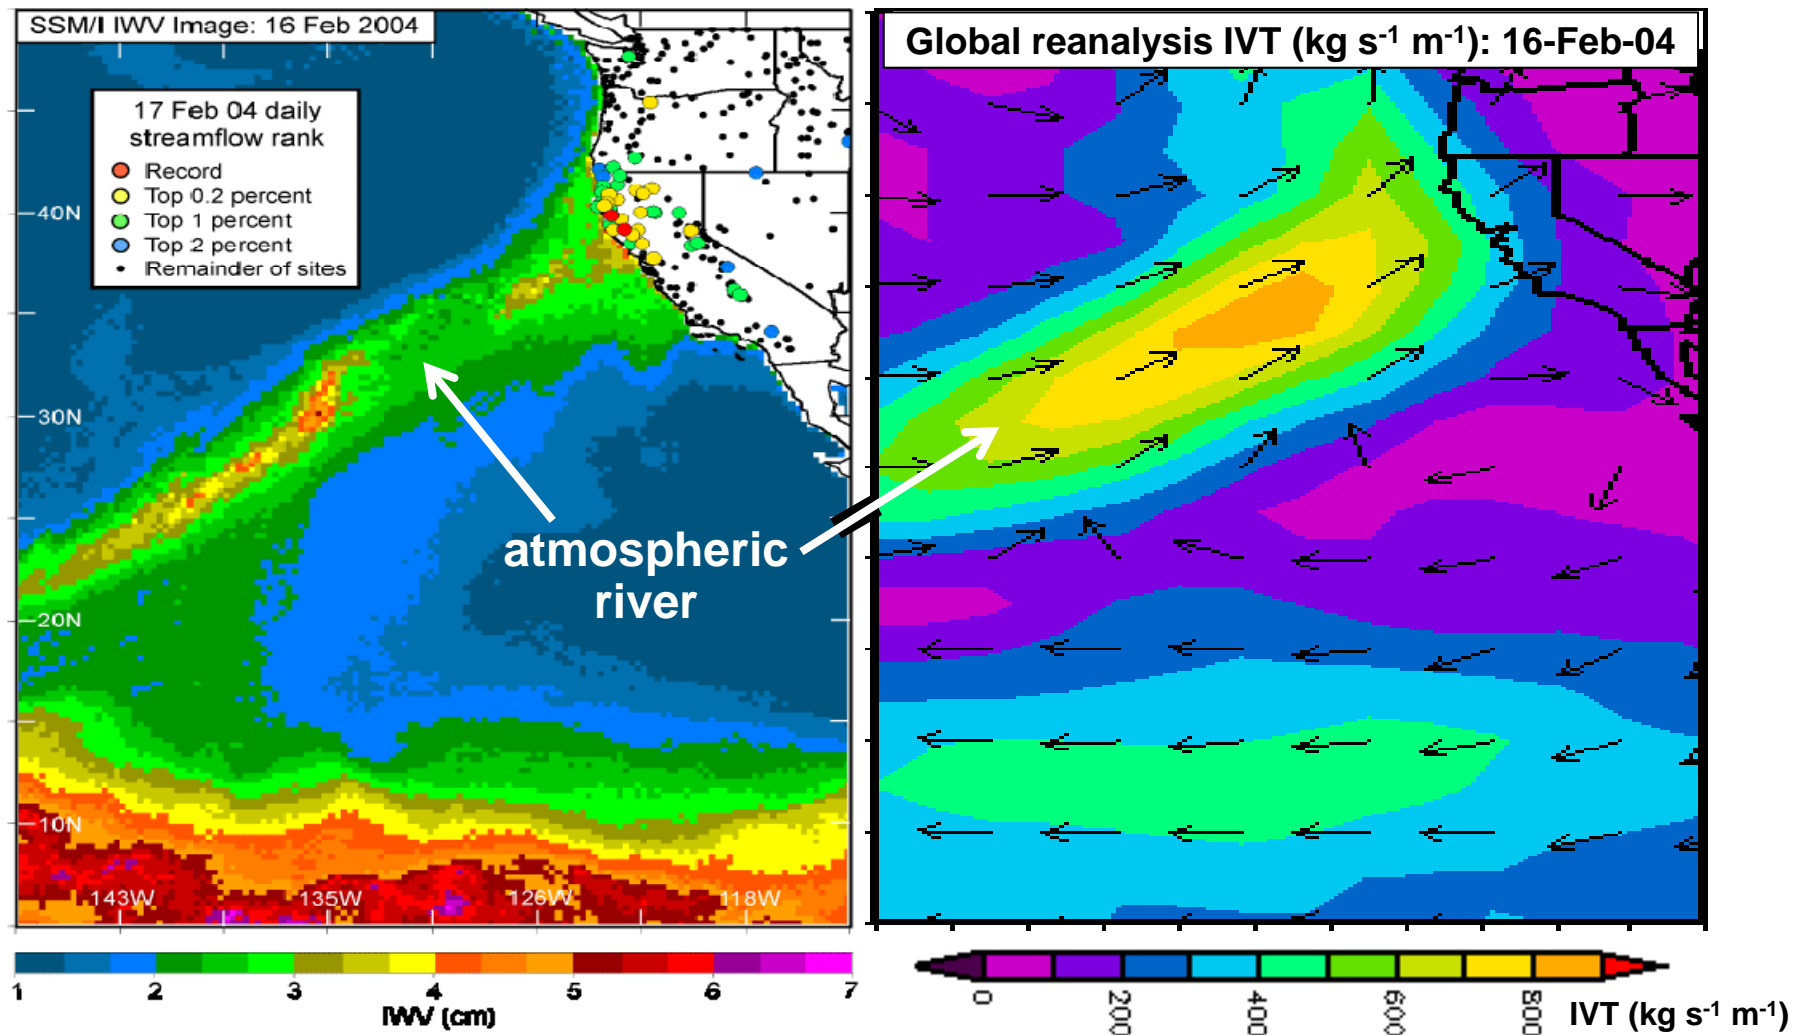 SSM/I IWV Image: 16 Feb 2004
17 Feb 04 daily
streamflow rank
Record
Top 0.2 percent
Top 1 percent
Top 2 percent
Remainder of sites
40N
30N
20N
10N
143W 135W 126W 118W
atmospheric
river
1 2 3 4 5 6 7
IWV (cm)
Global reanalysis IVT (kg s-1 m-1): 16-Feb-04
0 200 400 600 800
IVT (kg s-1 m-1)